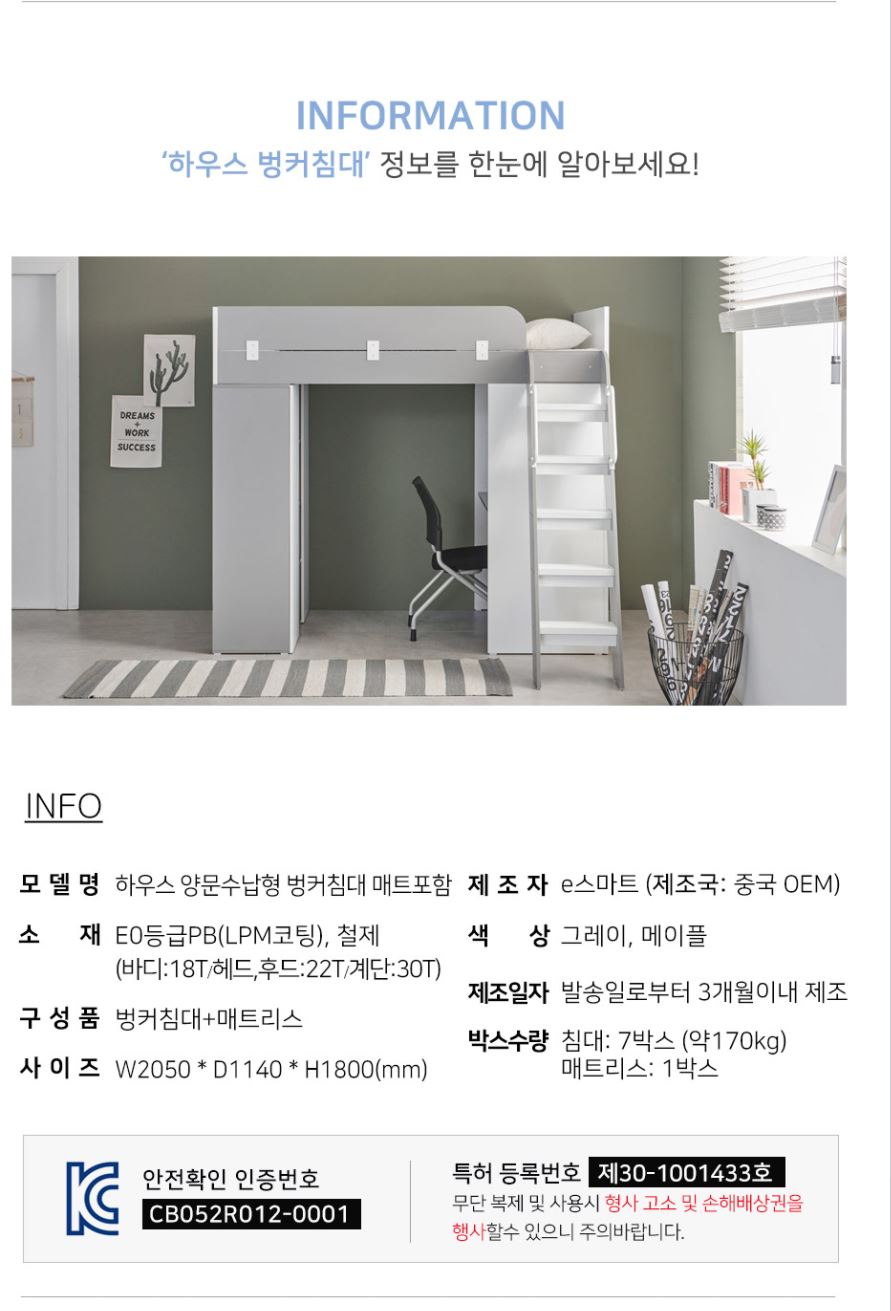 INFORMATION
‘하우스 벙커침대’ 정보를 한눈에 알아보세요!
DREAMS
+
WORK
=
SUCCESS
INFO
모델명 하우스 양문수납형 벙커침대 매트포함
소재 E0등급PB(LPM코팅), 철제
(바디:18T/헤드,후드:22T/계단:30T)
구성품 벙커침대+매트리스
사이즈 W2050 * D1140 * H1800(mm)
제조자 e스마트 (제조국: 중국 OEM)
색상 그레이, 메이플
제조일자 발송일로부터 3개월이내 제조
박스수량 침대: 7박스 (약170kg)
매트리스: 1박스
안전확인 인증번호
CB052R012-0001
특허 등록번호 제30-1001433호
무단 복제 및 사용시 형사 고소 및 손해배상권을
행사할수 있으니 주의바랍니다.